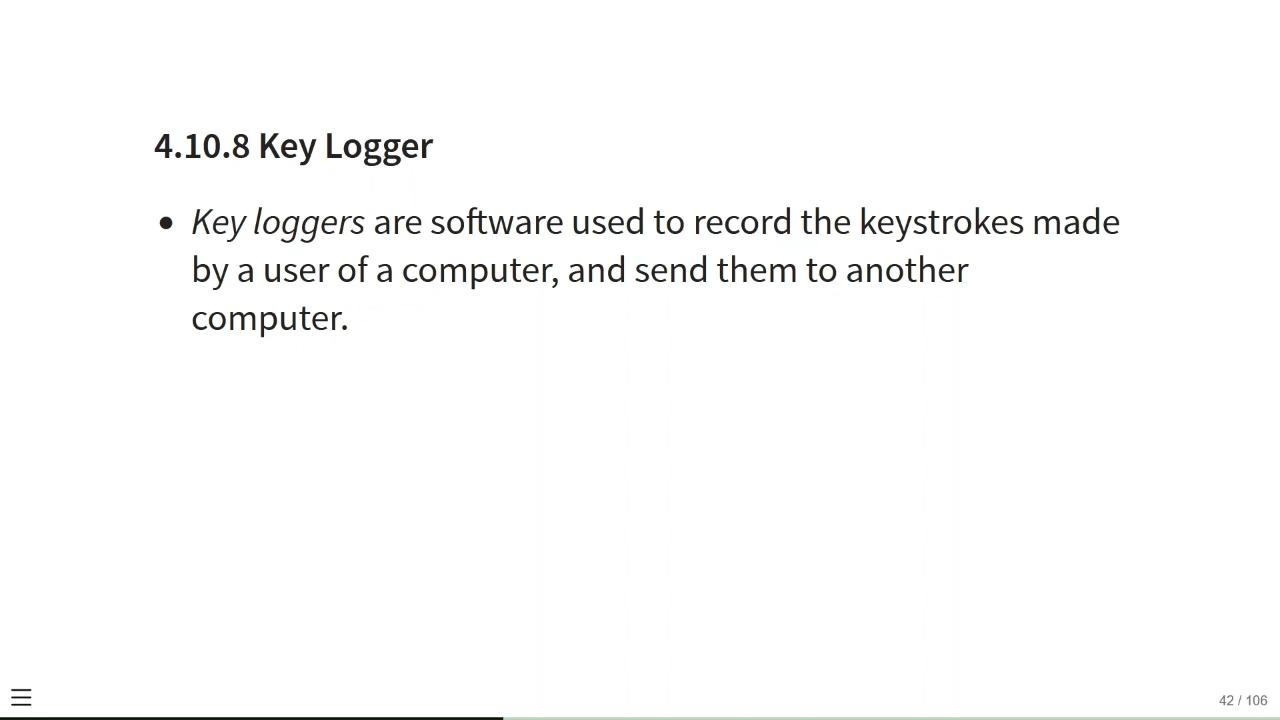 4.10.8 Key Logger
• Key loggers are software used to record the keystrokes made
by a user of a computer, and send them to another
computer.
42 / 106